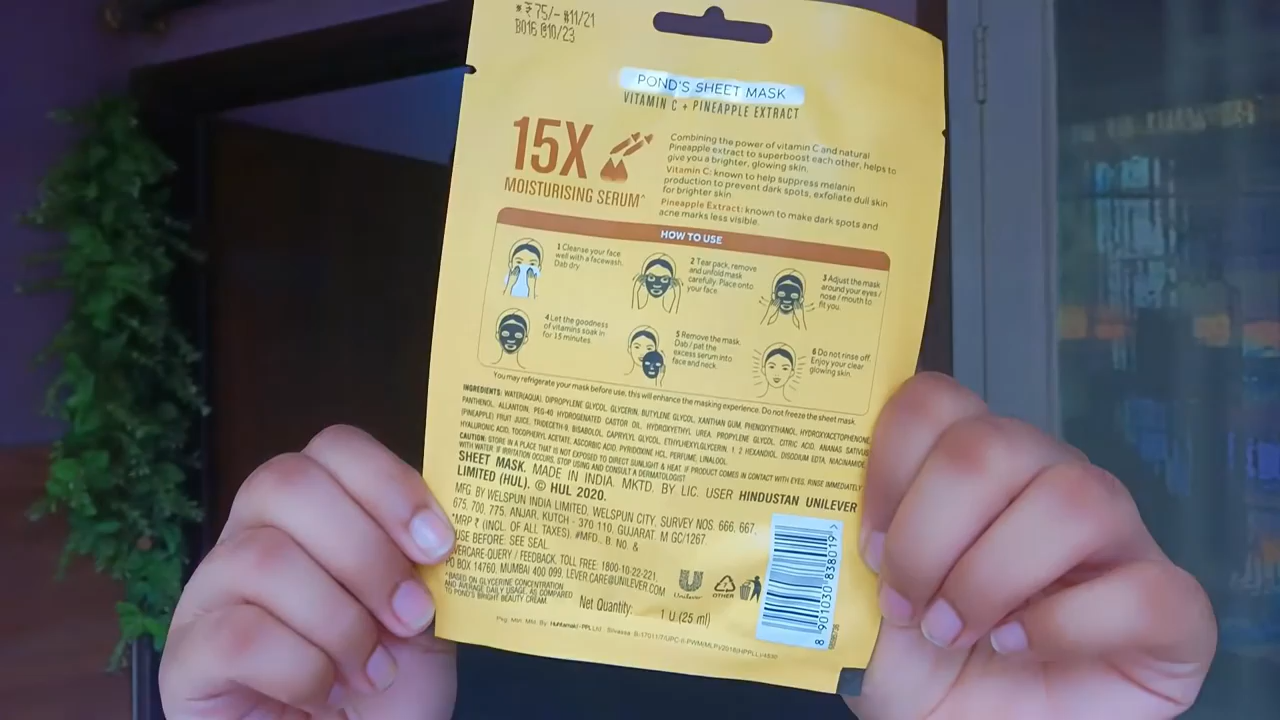 *₹75/- #11/21
B016 @10/23
POND'S SHEET MASK
VITAMIN C + PINEAPPLE EXTRACT
15X
MOISTURISING SERUM^
Combining the power of vitamin C and natural
Pineapple extract to superboost each other, helps to
give you a brighter, glowing skin.
Vitamin C: known to help suppress melanin
production to prevent dark spots, exfoliate dull skin
for brighter skin
Pineapple Extract: known to make dark spots and
acne marks less visible.
HOW TO USE
1 Cleanse your face
well with a facewash.
Dab dry.
2 Tear pack, remove
and unfold mask
carefully. Place onto
your face.
3 Adjust the mask
around your eyes /
nose / mouth to
fit you.
4 Let the goodness
of vitamins soak in
for 15 minutes.
5 Remove the mask.
Dab / pat the
excess serum into
face and neck.
6 Do not rinse off.
Enjoy your clear
glowing skin.
You may refrigerate your mask before use, this will enhance the masking experience. Do not freeze the sheet mask.
INGREDIENTS: WATER(AQUA), DIPROPYLENE GLYCOL, GLYCERIN, BUTYLENE GLYCOL, XANTHAN GUM, PHENOXYETHANOL, HYDROXYACETOPHENONE,
PANTHENOL, ALLANTOIN, PEG-40 HYDROGENATED CASTOR OIL, HYDROXYETHYL UREA, PROPYLENE GLYCOL, CITRIC ACID, ANANAS SATIVUS
(PINEAPPLE) FRUIT JUICE, TRIDECETH-9, BISABOLOL, CAPRYLYL GLYCOL, ETHYLHEXYLGLYCERIN, 1, 2 HEXANDIOL, DISODIUM EDTA, NIACINAMIDE,
HYALURONIC ACID, TOCOPHERYL ACETATE, ASCORBIC ACID, PYRIDOXINE HCL, PERFUME, LINALOOL.
CAUTION: STORE IN A PLACE THAT IS NOT EXPOSED TO DIRECT SUNLIGHT & HEAT. IF PRODUCT COMES IN CONTACT WITH EYES, RINSE IMMEDIATELY
WITH WATER. IF IRRITATION OCCURS, STOP USING AND CONSULT A DERMATOLOGIST
SHEET MASK. MADE IN INDIA. MKTD. BY LIC. USER HINDUSTAN UNILEVER
LIMITED (HUL). © HUL 2020.
MFG. BY WELSPUN INDIA LIMITED, WELSPUN CITY, SURVEY NOS. 666, 667,
675, 700, 775, ANJAR, KUTCH - 370 110, GUJARAT. M GC/1267.
*MRP ₹ (INCL. OF ALL TAXES). #MFD., B. NO. &
USE BEFORE: SEE SEAL.
LEVERCARE-QUERY / FEEDBACK. TOLL FREE: 1800-10-22-221,
PO BOX 14760, MUMBAI 400 099, LEVER.CARE@UNILEVER.COM
^BASED ON GLYCERINE CONCENTRATION
AND AVERAGE DAILY USAGE, AS COMPARED
TO POND'S BRIGHT BEAUTY CREAM.
Unilever
7
OTHER
Net Quantity: 1 U (25 ml)
8 901030 838019 >